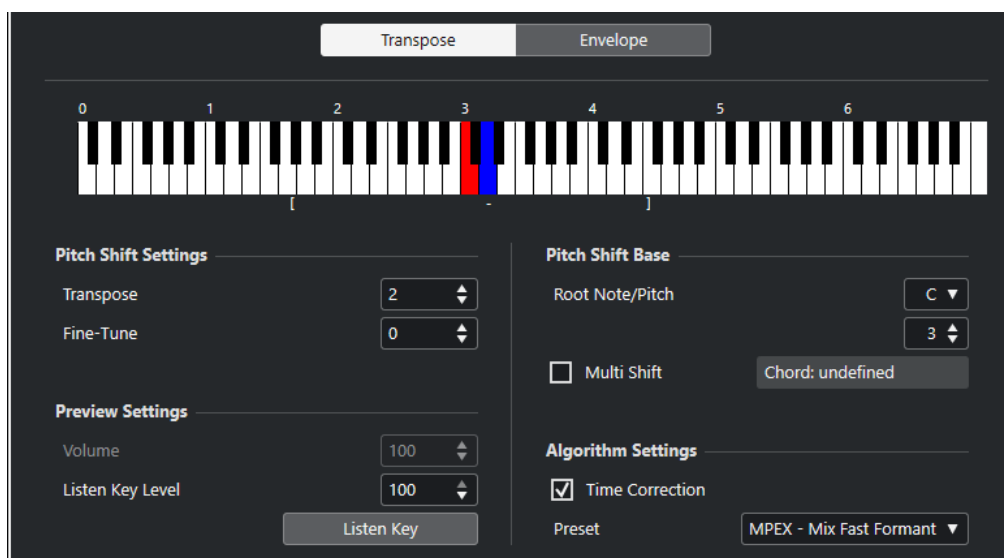 Transpose Envelope
0 1 2 3 4 5 6
[ - ]
Pitch Shift Settings
Transpose 2
Fine-Tune 0
Preview Settings
Volume 100
Listen Key Level 100
Listen Key
Pitch Shift Base
Root Note/Pitch C
3
Multi Shift Chord: undefined
Algorithm Settings
Time Correction
Preset MPEX - Mix Fast Formant